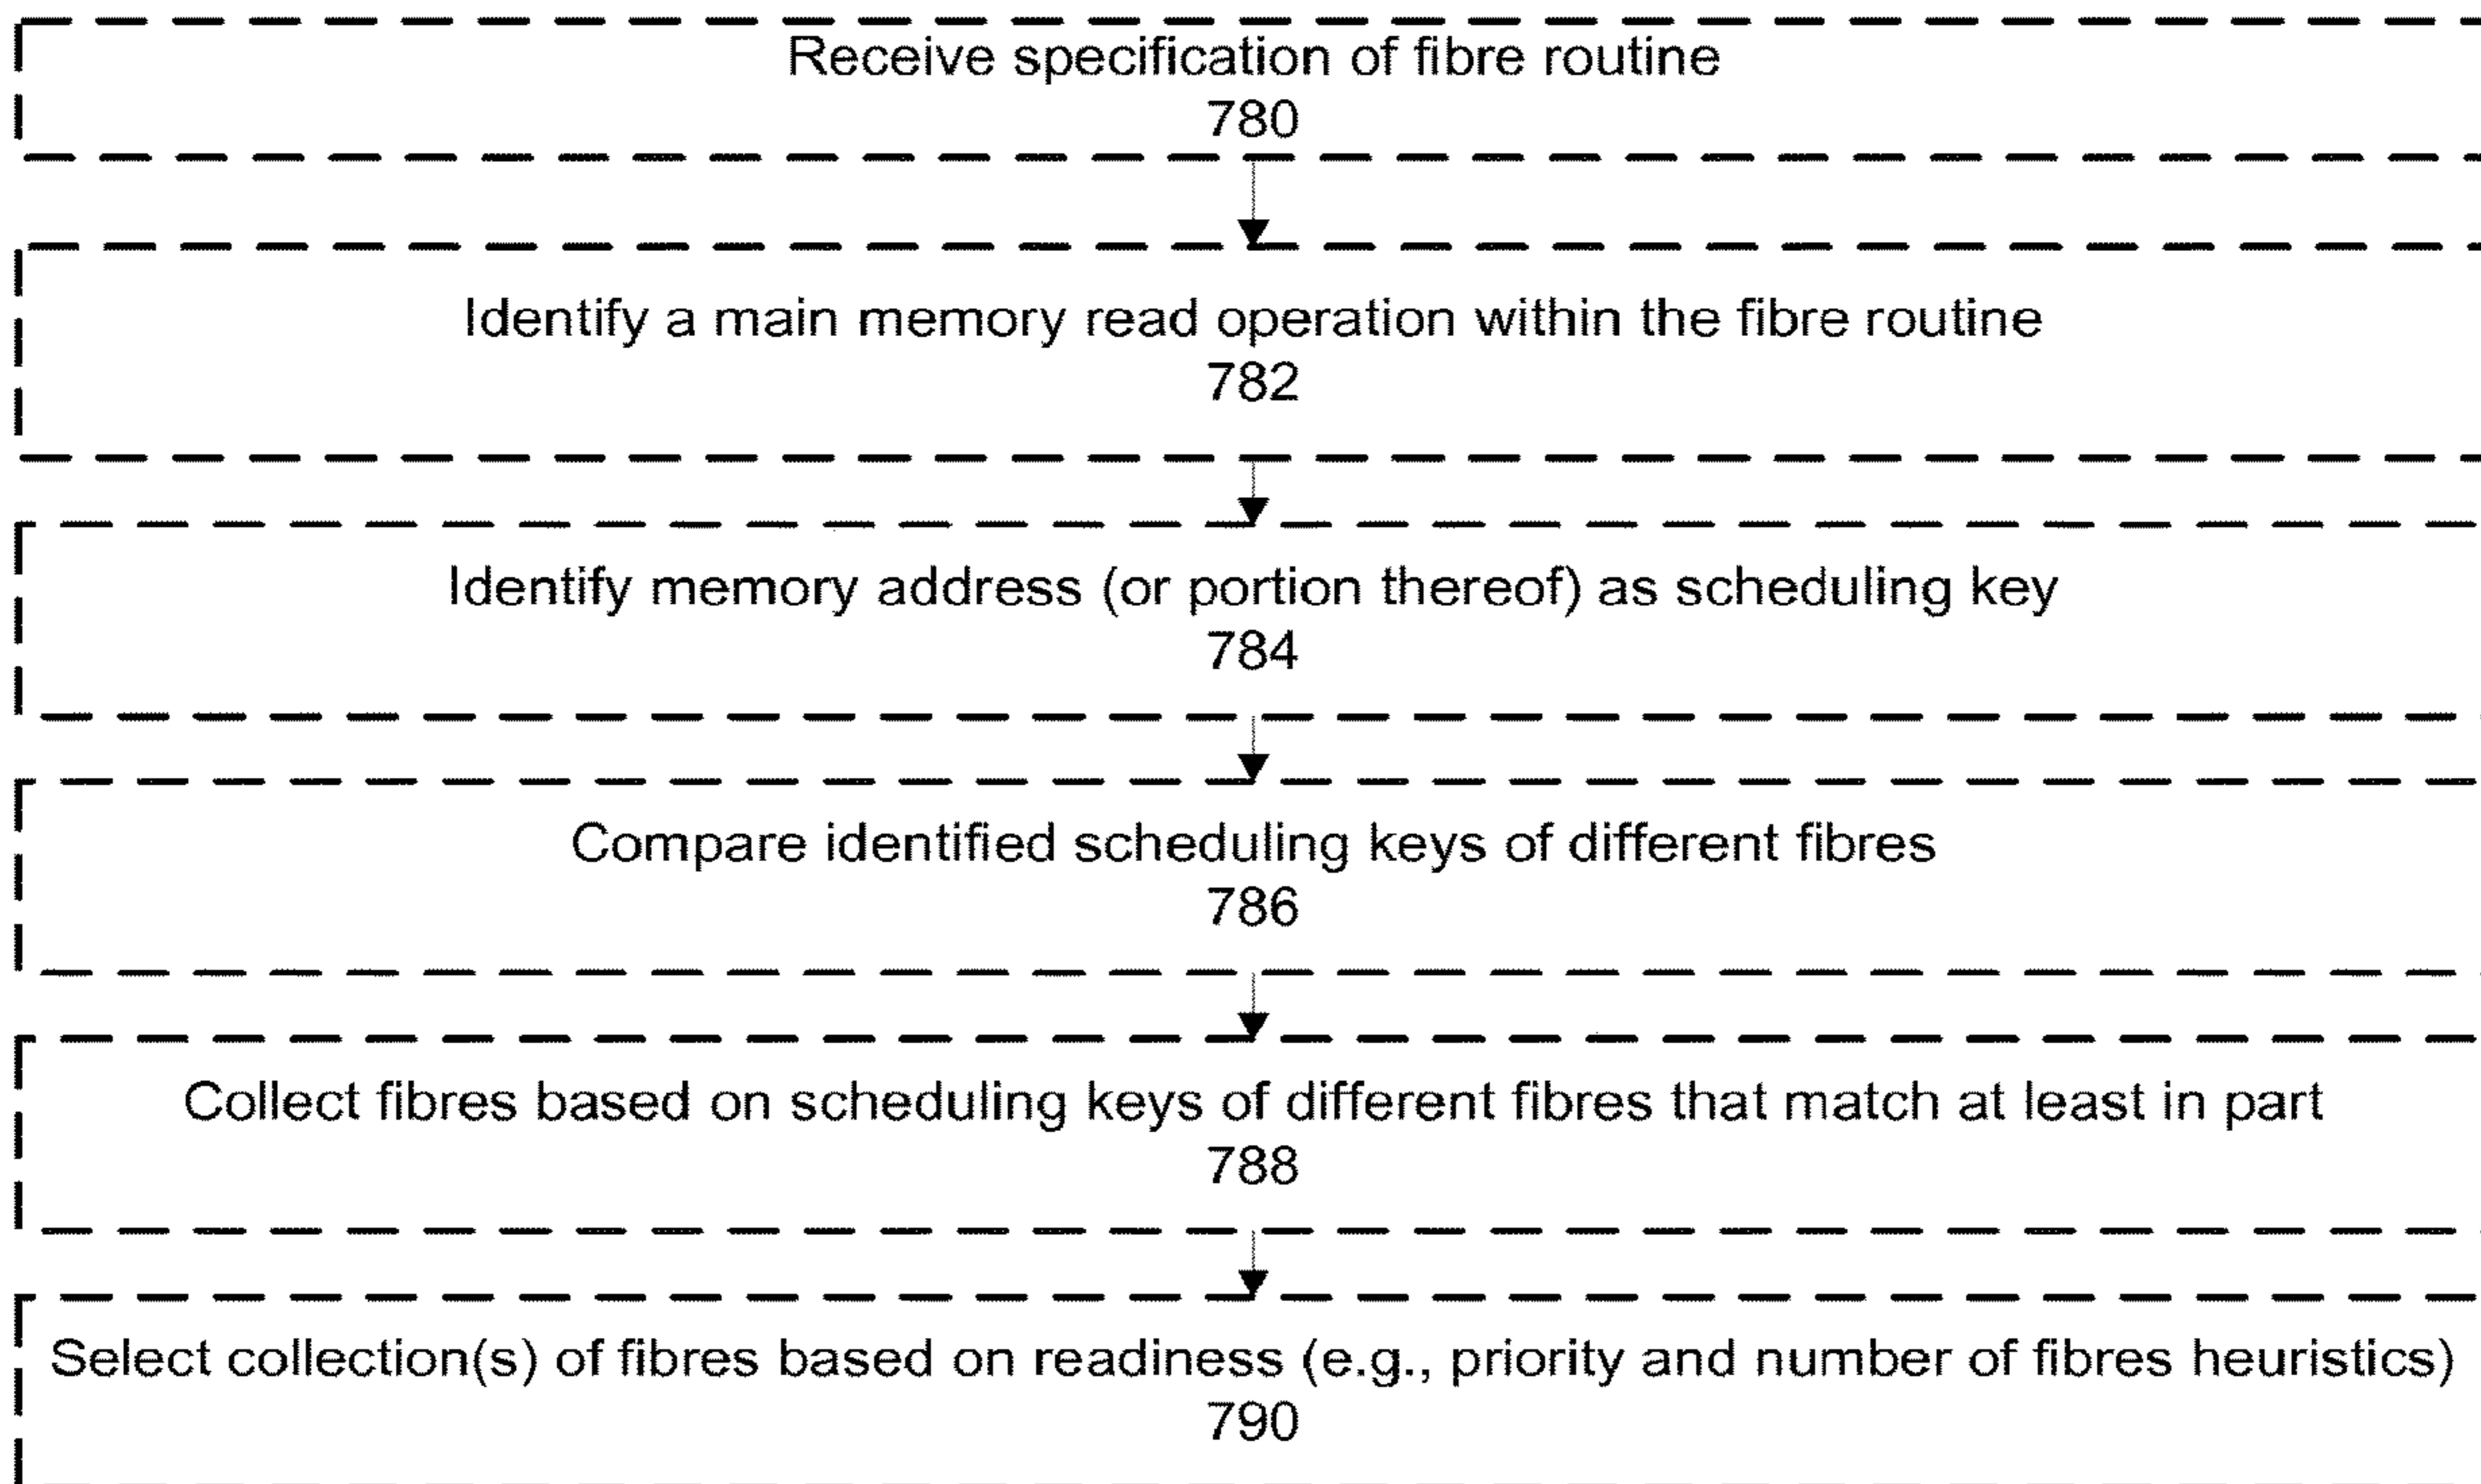 Receive specification of fibre routine
780
Identify a main memory read operation within the fibre routine
782
Identify memory address (or portion thereof) as scheduling key
784
Compare identified scheduling keys of different fibres
786
Collect fibres based on scheduling keys of different fibres that match at least in part
788
Select collection(s) of fibres based on readiness (e.g., priority and number of fibres heuristics)
790